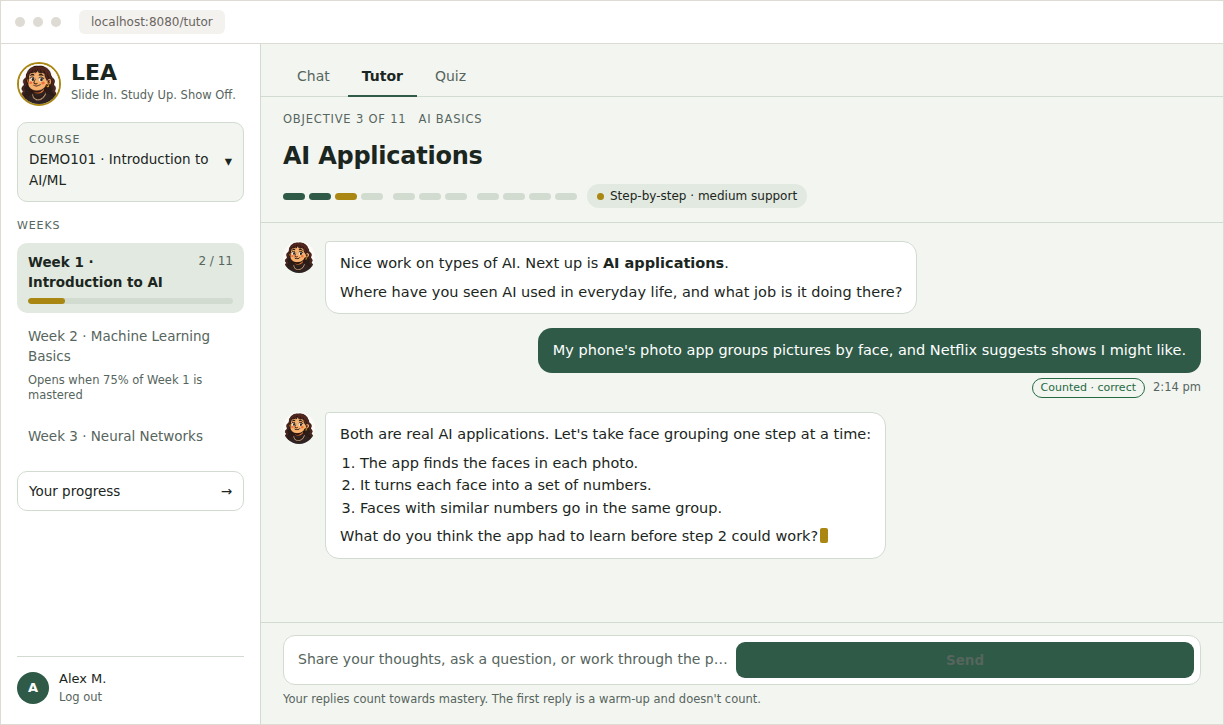 localhost:8080/tutor
LEA
Slide In. Study Up. Show Off.
COURSE
DEMO101 · Introduction to
AI/ML
▼
WEEKS
Week 1 ·
Introduction to AI
2 / 11
Week 2 · Machine Learning
Basics
Opens when 75% of Week 1 is
mastered
Week 3 · Neural Networks
Your progress →
A
Alex M.
Log out
Chat Tutor Quiz
OBJECTIVE 3 OF 11 AI BASICS
AI Applications
Step-by-step · medium support
Nice work on types of AI. Next up is AI applications.
Where have you seen AI used in everyday life, and what job is it doing there?
My phone's photo app groups pictures by face, and Netflix suggests shows I might like.
Counted · correct 2:14 pm
Both are real AI applications. Let's take face grouping one step at a time:
1. The app finds the faces in each photo.
2. It turns each face into a set of numbers.
3. Faces with similar numbers go in the same group.
What do you think the app had to learn before step 2 could work?
Share your thoughts, ask a question, or work through the p…
Send
Your replies count towards mastery. The first reply is a warm-up and doesn't count.